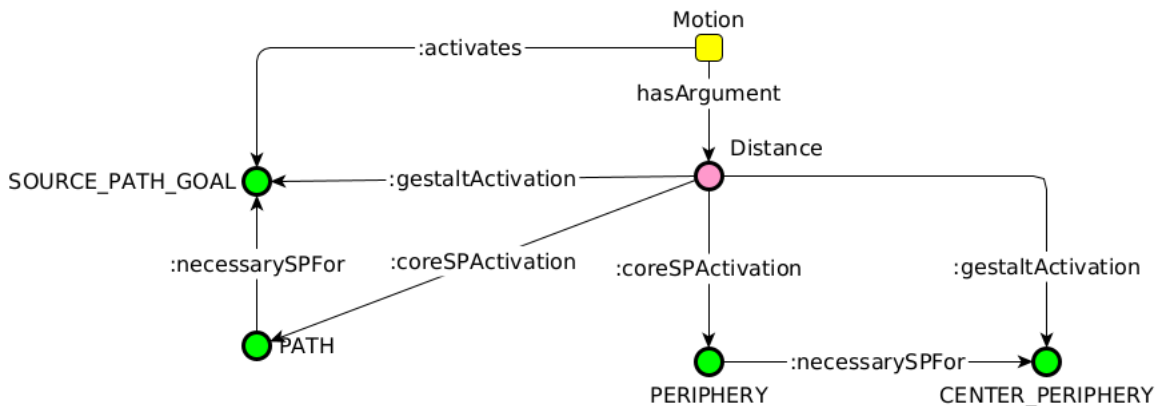 Motion
:activates
hasArgument
Distance
SOURCE_PATH_GOAL
:gestaltActivation
:necessarySPFor
:coreSPActivation
:coreSPActivation
:gestaltActivation
PATH
:necessarySPFor
PERIPHERY
CENTER_PERIPHERY